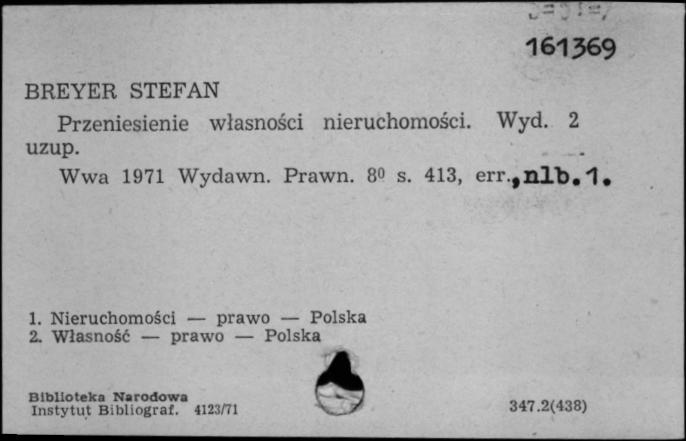 161369
BREYER STEFAN
Przeniesienie własności nieruchomości. Wyd. 2
uzup.
Wwa 1971 Wydawn. Prawn. 8⁰ s. 413, err., nlb. 1.
1. Nieruchomości — prawo — Polska
2. Własność — prawo — Polska
Biblioteka Narodowa
Instytut Bibliograf. 4123/71
347.2(438)